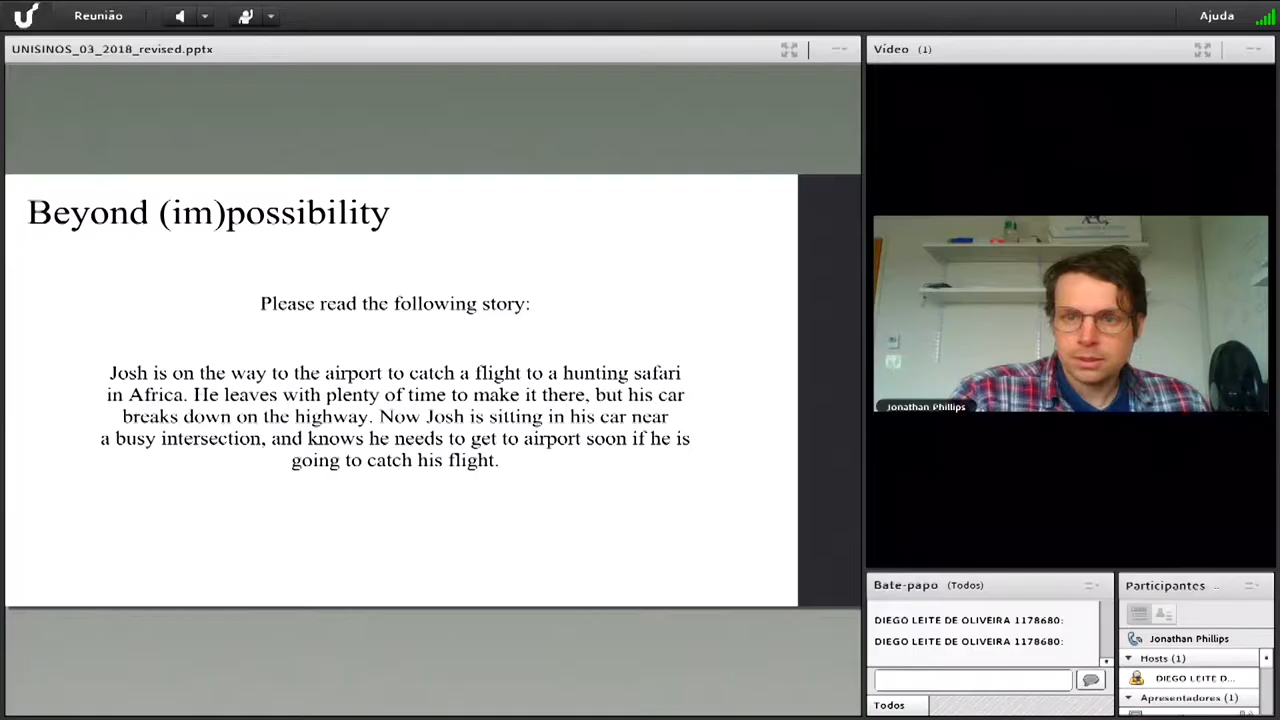 Reunião
Ajuda
UNISINOS_03_2018_revised.pptx
Vídeo (1)
Beyond (im)possibility
Please read the following story:
Josh is on the way to the airport to catch a flight to a hunting safari
in Africa. He leaves with plenty of time to make it there, but his car
breaks down on the highway. Now Josh is sitting in his car near
a busy intersection, and knows he needs to get to airport soon if he is
going to catch his flight.
Jonathan Phillips
Bate-papo (Todos)
DIEGO LEITE DE OLIVEIRA 1178680:
DIEGO LEITE DE OLIVEIRA 1178680:
Todos
Participantes ..
Jonathan Phillips
Hosts (1)
DIEGO LEITE D...
Apresentadores (1)